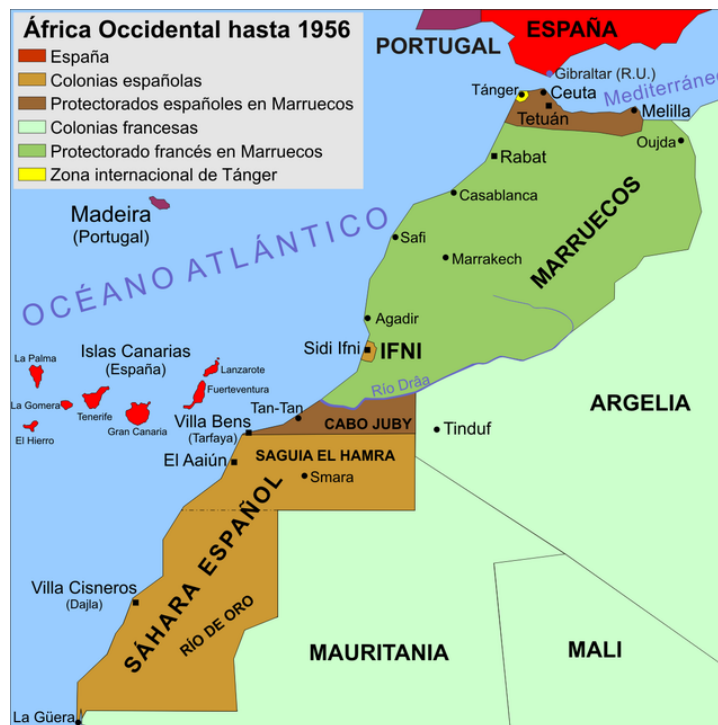 África Occidental hasta 1956
España
Colonias españolas
Protectorados españoles en Marruecos
Colonias francesas
Protectorado francés en Marruecos
Zona internacional de Tánger
PORTUGAL
ESPAÑA
Gibraltar (R.U.)
Tánger
Ceuta
Mediterráneo
Tetuán
Melilla
Oujda
Rabat
Casablanca
Madeira
(Portugal)
OCÉANO ATLÁNTICO
MARRUECOS
Safi
Marrakech
Agadir
Sidi Ifni
IFNI
Islas Canarias
(España)
La Palma
Lanzarote
Fuerteventura
La Gomera
Tenerife
Gran Canaria
El Hierro
Río Drâa
Tan-Tan
Villa Bens
(Tarfaya)
CABO JUBY
Tinduf
ARGELIA
El Aaiún
SAGUIA EL HAMRA
Smara
SÁHARA ESPAÑOL
Villa Cisneros
(Dajla)
RÍO DE ORO
MAURITANIA
MALI
La Güera